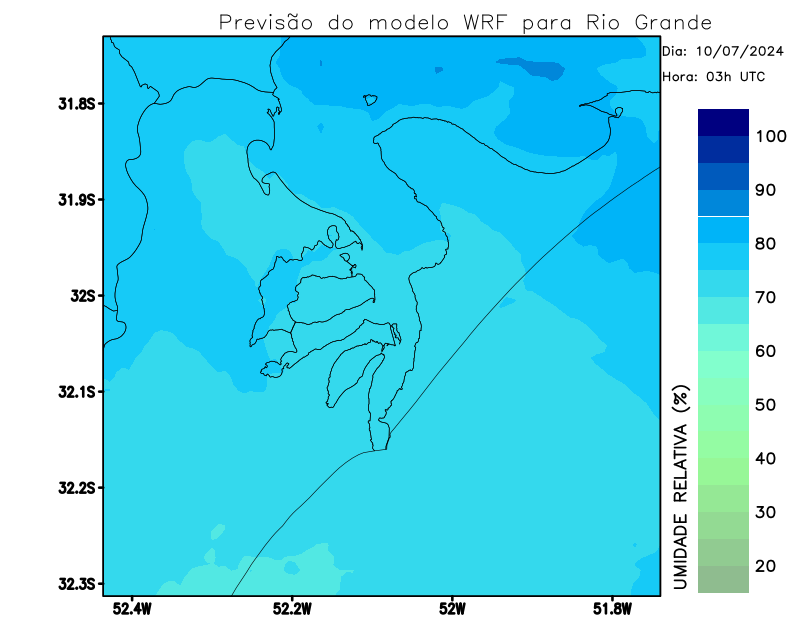 Previsão do modelo WRF para Rio Grande
Dia: 10/07/2024
Hora: 03h UTC
31.8S
31.9S
32S
32.1S
32.2S
32.3S
52.4W
52.2W
52W
51.8W
100
90
80
70
60
50
40
30
20
UMIDADE RELATIVA (%)